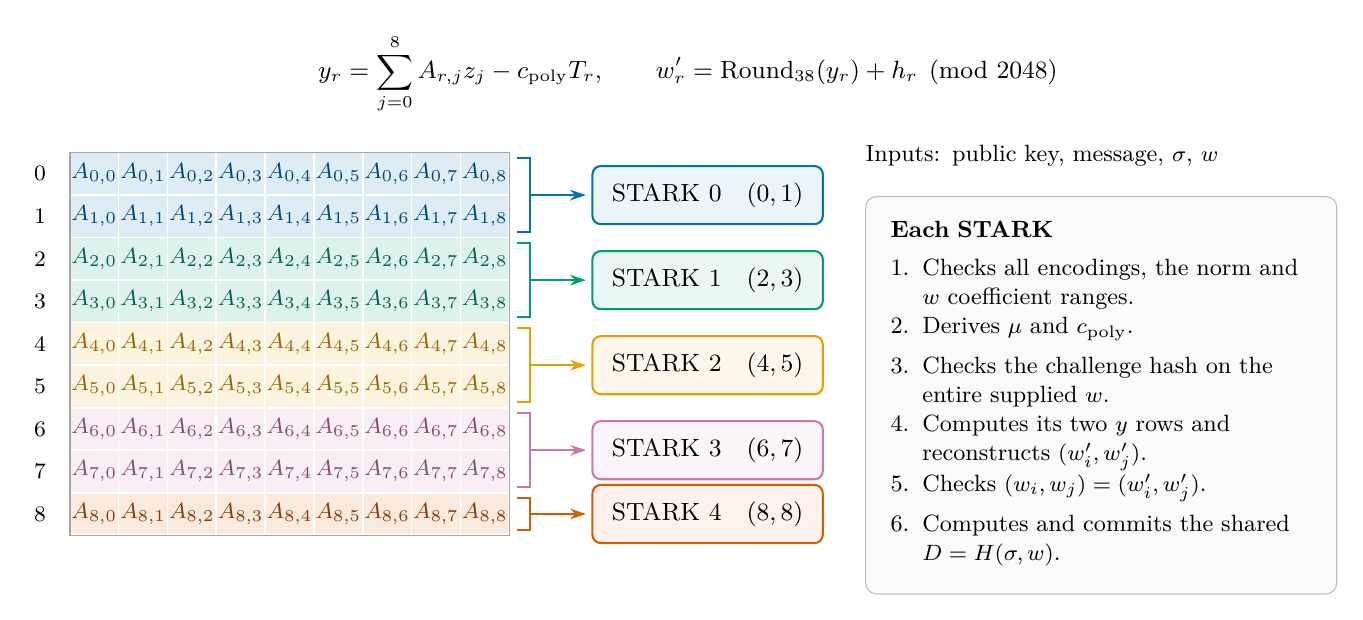 y_r = \sum_{j=0}^{8} A_{r,j} z_j − c_poly T_r,    w′_r = Round_38(y_r) + h_r (mod 2048)
Inputs: public key, message, σ, w
0 A_{0,0} A_{0,1} A_{0,2} A_{0,3} A_{0,4} A_{0,5} A_{0,6} A_{0,7} A_{0,8}
1 A_{1,0} A_{1,1} A_{1,2} A_{1,3} A_{1,4} A_{1,5} A_{1,6} A_{1,7} A_{1,8}
STARK 0 (0, 1)
2 A_{2,0} A_{2,1} A_{2,2} A_{2,3} A_{2,4} A_{2,5} A_{2,6} A_{2,7} A_{2,8}
3 A_{3,0} A_{3,1} A_{3,2} A_{3,3} A_{3,4} A_{3,5} A_{3,6} A_{3,7} A_{3,8}
STARK 1 (2, 3)
4 A_{4,0} A_{4,1} A_{4,2} A_{4,3} A_{4,4} A_{4,5} A_{4,6} A_{4,7} A_{4,8}
5 A_{5,0} A_{5,1} A_{5,2} A_{5,3} A_{5,4} A_{5,5} A_{5,6} A_{5,7} A_{5,8}
STARK 2 (4, 5)
6 A_{6,0} A_{6,1} A_{6,2} A_{6,3} A_{6,4} A_{6,5} A_{6,6} A_{6,7} A_{6,8}
7 A_{7,0} A_{7,1} A_{7,2} A_{7,3} A_{7,4} A_{7,5} A_{7,6} A_{7,7} A_{7,8}
STARK 3 (6, 7)
8 A_{8,0} A_{8,1} A_{8,2} A_{8,3} A_{8,4} A_{8,5} A_{8,6} A_{8,7} A_{8,8}
STARK 4 (8, 8)
Each STARK
1. Checks all encodings, the norm and
w coefficient ranges.
2. Derives μ and c_poly.
3. Checks the challenge hash on the
entire supplied w.
4. Computes its two y rows and
reconstructs (w′_i, w′_j).
5. Checks (w_i, w_j) = (w′_i, w′_j).
6. Computes and commits the shared
D = H(σ, w).